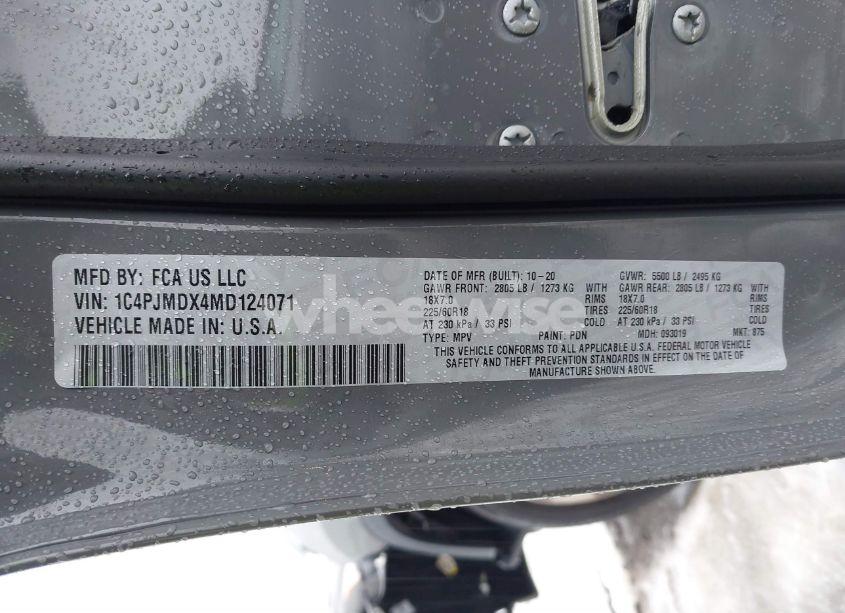 MFD BY: FCA US LLC
VIN: 1C4PJMDX4MD124071
VEHICLE MADE IN: U.S.A.
DATE OF MFR (BUILT): 10-20 GVWR: 5500 LB / 2495 KG
GAWR FRONT: 2805 LB / 1273 KG WITH GAWR REAR: 2805 LB / 1273 KG WITH
18X7.0 RIMS 18X7.0 RIMS
225/60R18 TIRES 225/60R18 TIRES
AT 230 kPa / 33 PSI COLD AT 230 kPa / 33 PSI COLD
TYPE: MPV PAINT: PDN MDH: 093019 MKT: 875
THIS VEHICLE CONFORMS TO ALL APPLICABLE U.S.A. FEDERAL MOTOR VEHICLE
SAFETY AND THEFT PREVENTION STANDARDS IN EFFECT ON THE DATE OF
MANUFACTURE SHOWN ABOVE.
wheelwise